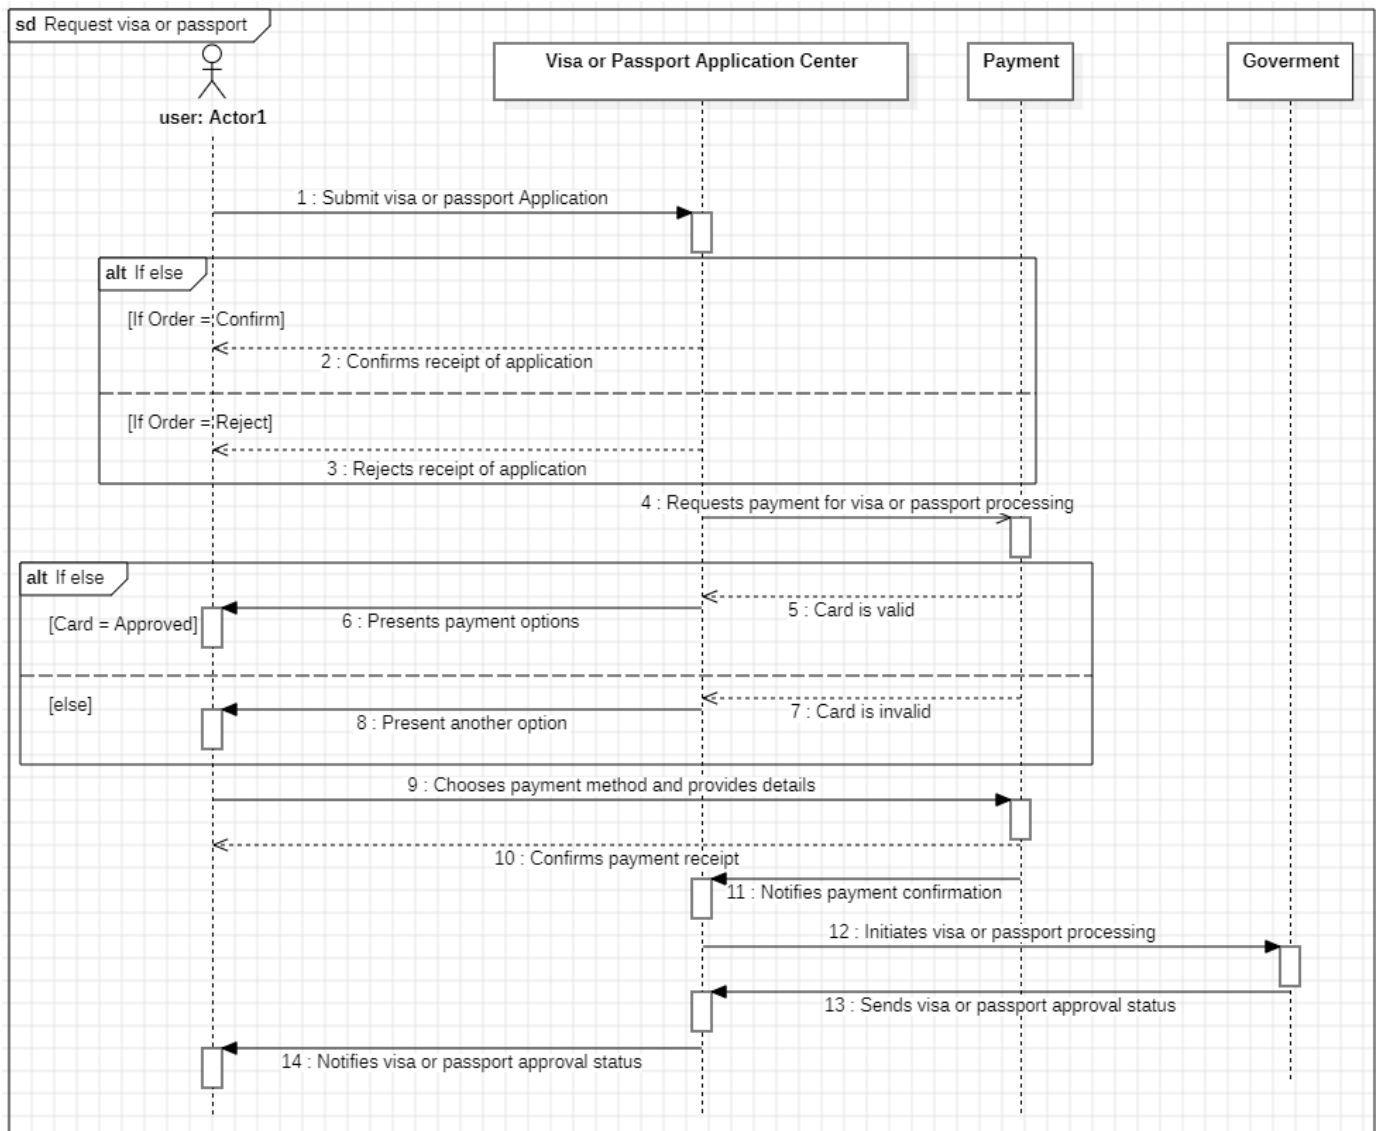 sd Request visa or passport
Visa or Passport Application Center
Payment
Goverment
user: Actor1
1 : Submit visa or passport Application
alt If else
[If Order = Confirm]
2 : Confirms receipt of application
[If Order = Reject]
3 : Rejects receipt of application
4 : Requests payment for visa or passport processing
alt If else
5 : Card is valid
[Card = Approved]
6 : Presents payment options
[else]
7 : Card is invalid
8 : Present another option
9 : Chooses payment method and provides details
10 : Confirms payment receipt
11 : Notifies payment confirmation
12 : Initiates visa or passport processing
13 : Sends visa or passport approval status
14 : Notifies visa or passport approval status